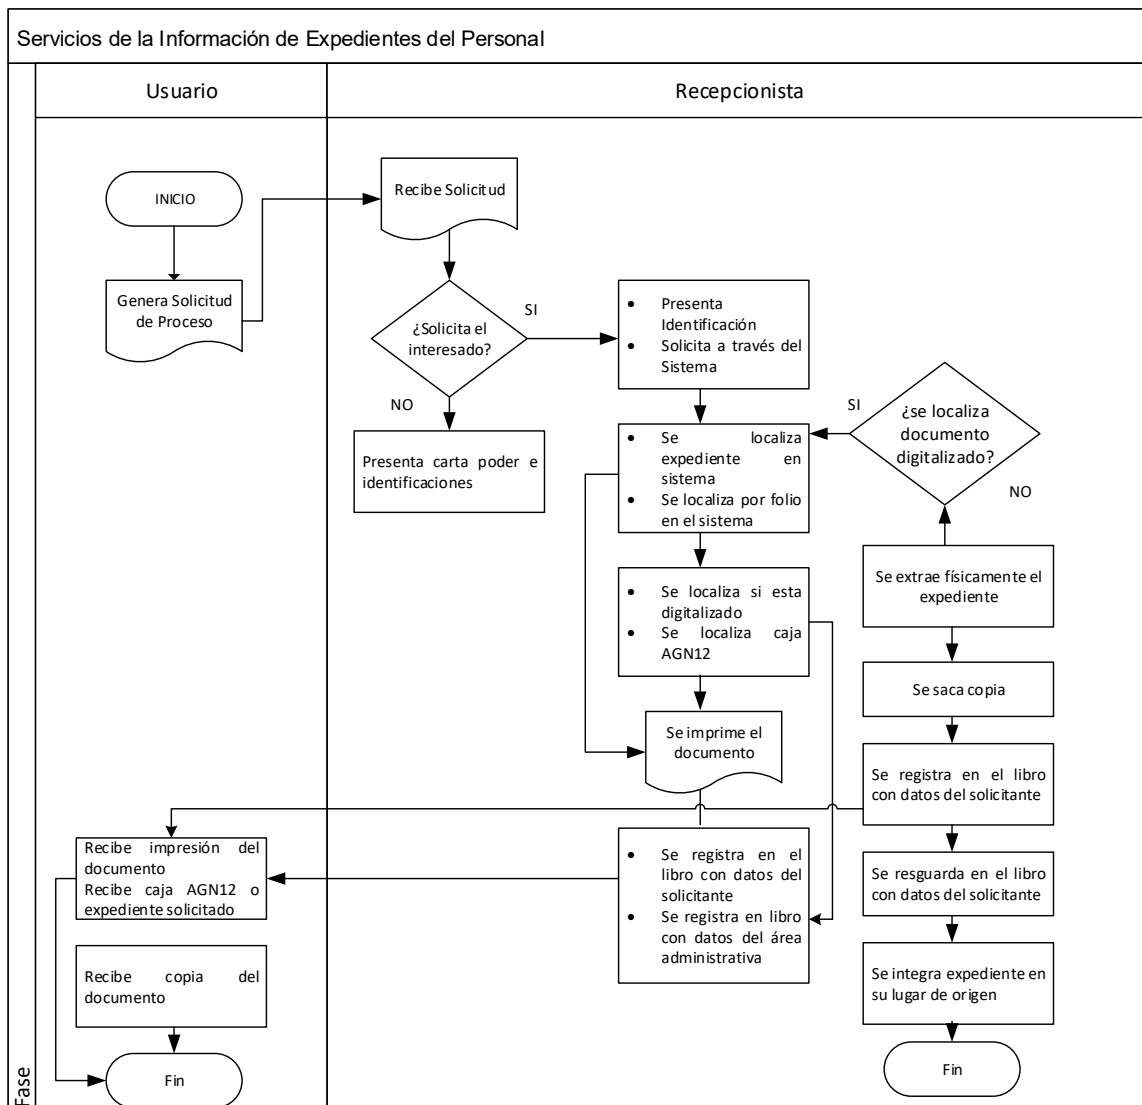 Servicios de la Información de Expedientes del Personal
Usuario
Recepcionista
INICIO
Genera Solicitud
de Proceso
Recibe Solicitud
¿Solicita el
interesado?
SI
NO
Presenta carta poder e
identificaciones
• Presenta
Identificación
• Solicita a través del
Sistema
• Se localiza
expediente en
sistema
• Se localiza por folio
en el sistema
SI
¿se localiza
documento
digitalizado?
NO
• Se localiza si esta
digitalizado
• Se localiza caja
AGN12
Se extrae físicamente el
expediente
Se saca copia
Se imprime el
documento
Se registra en el libro
con datos del solicitante
Recibe impresión del
documento
Recibe caja AGN12 o
expediente solicitado
• Se registra en el
libro con datos del
solicitante
• Se registra en libro
con datos del área
administrativa
Se resguarda en el libro
con datos del solicitante
Recibe copia del
documento
Se integra expediente en
su lugar de origen
Fin
Fin
Fase